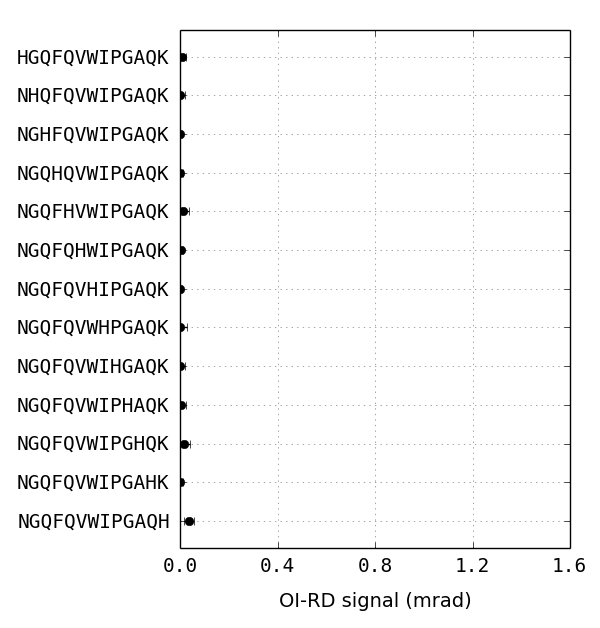 HGQFQVWIPGAQK
NHQFQVWIPGAQK
NGHFQVWIPGAQK
NGQHQVWIPGAQK
NGQFHVWIPGAQK
NGQFQHWIPGAQK
NGQFQVHIPGAQK
NGQFQVWHPGAQK
NGQFQVWIHGAQK
NGQFQVWIPHAQK
NGQFQVWIPGHQK
NGQFQVWIPGAHK
NGQFQVWIPGAQH
0.0 0.4 0.8 1.2 1.6
OI-RD signal (mrad)